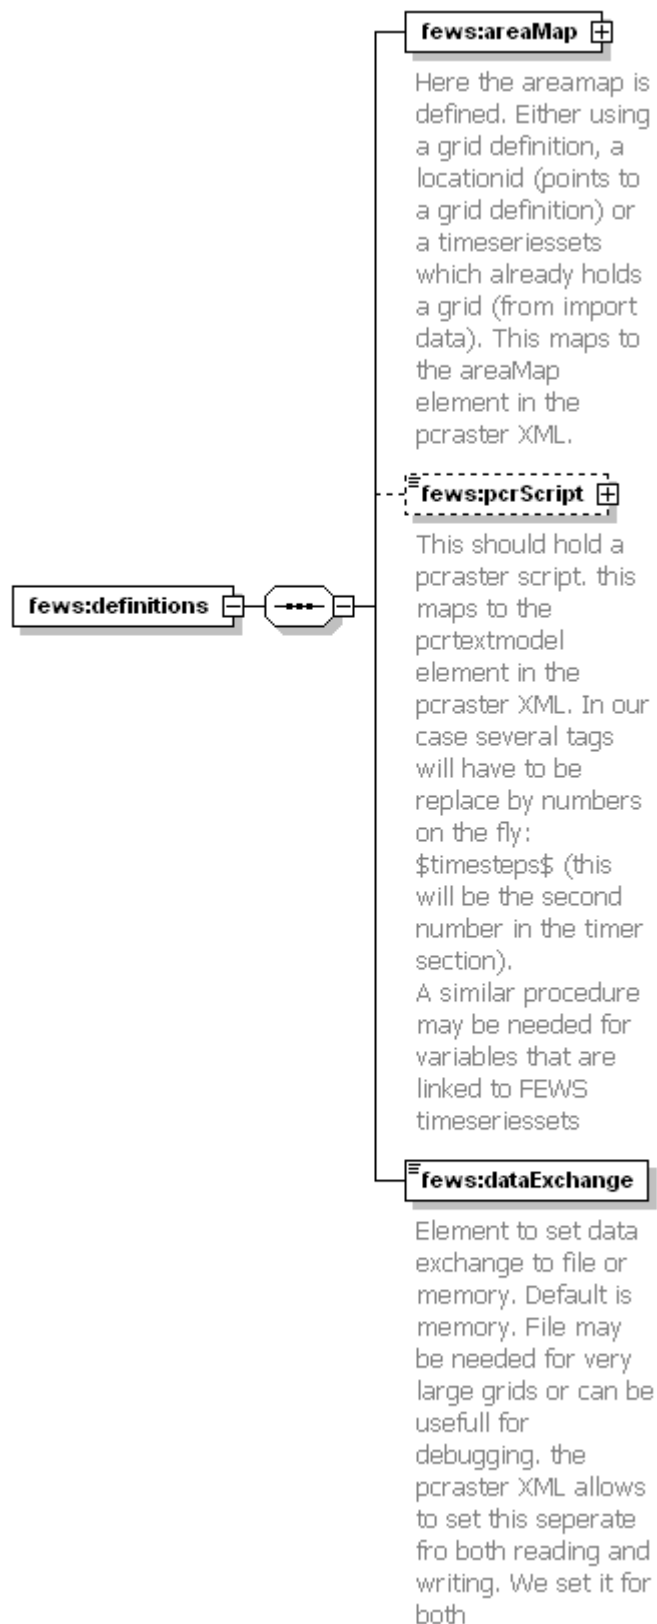 fews:areaMap
Here the areamap is
defined. Either using
a grid definition, a
locationid (points to
a grid definition) or
a timeseriessets
which already holds
a grid (from import
data). This maps to
the areaMap
element in the
pcraster XML.
fews:pcrScript
This should hold a
pcraster script. this
maps to the
pcrtextmodel
element in the
pcraster XML. In our
case several tags
will have to be
replace by numbers
on the fly:
$timesteps$ (this
will be the second
number in the timer
section).
A similar procedure
may be needed for
variables that are
linked to FEWS
timeseriessets
fews:definitions
fews:dataExchange
Element to set data
exchange to file or
memory. Default is
memory. File may
be needed for very
large grids or can be
usefull for
debugging. the
pcraster XML allows
to set this seperate
fro both reading and
writing. We set it for
both